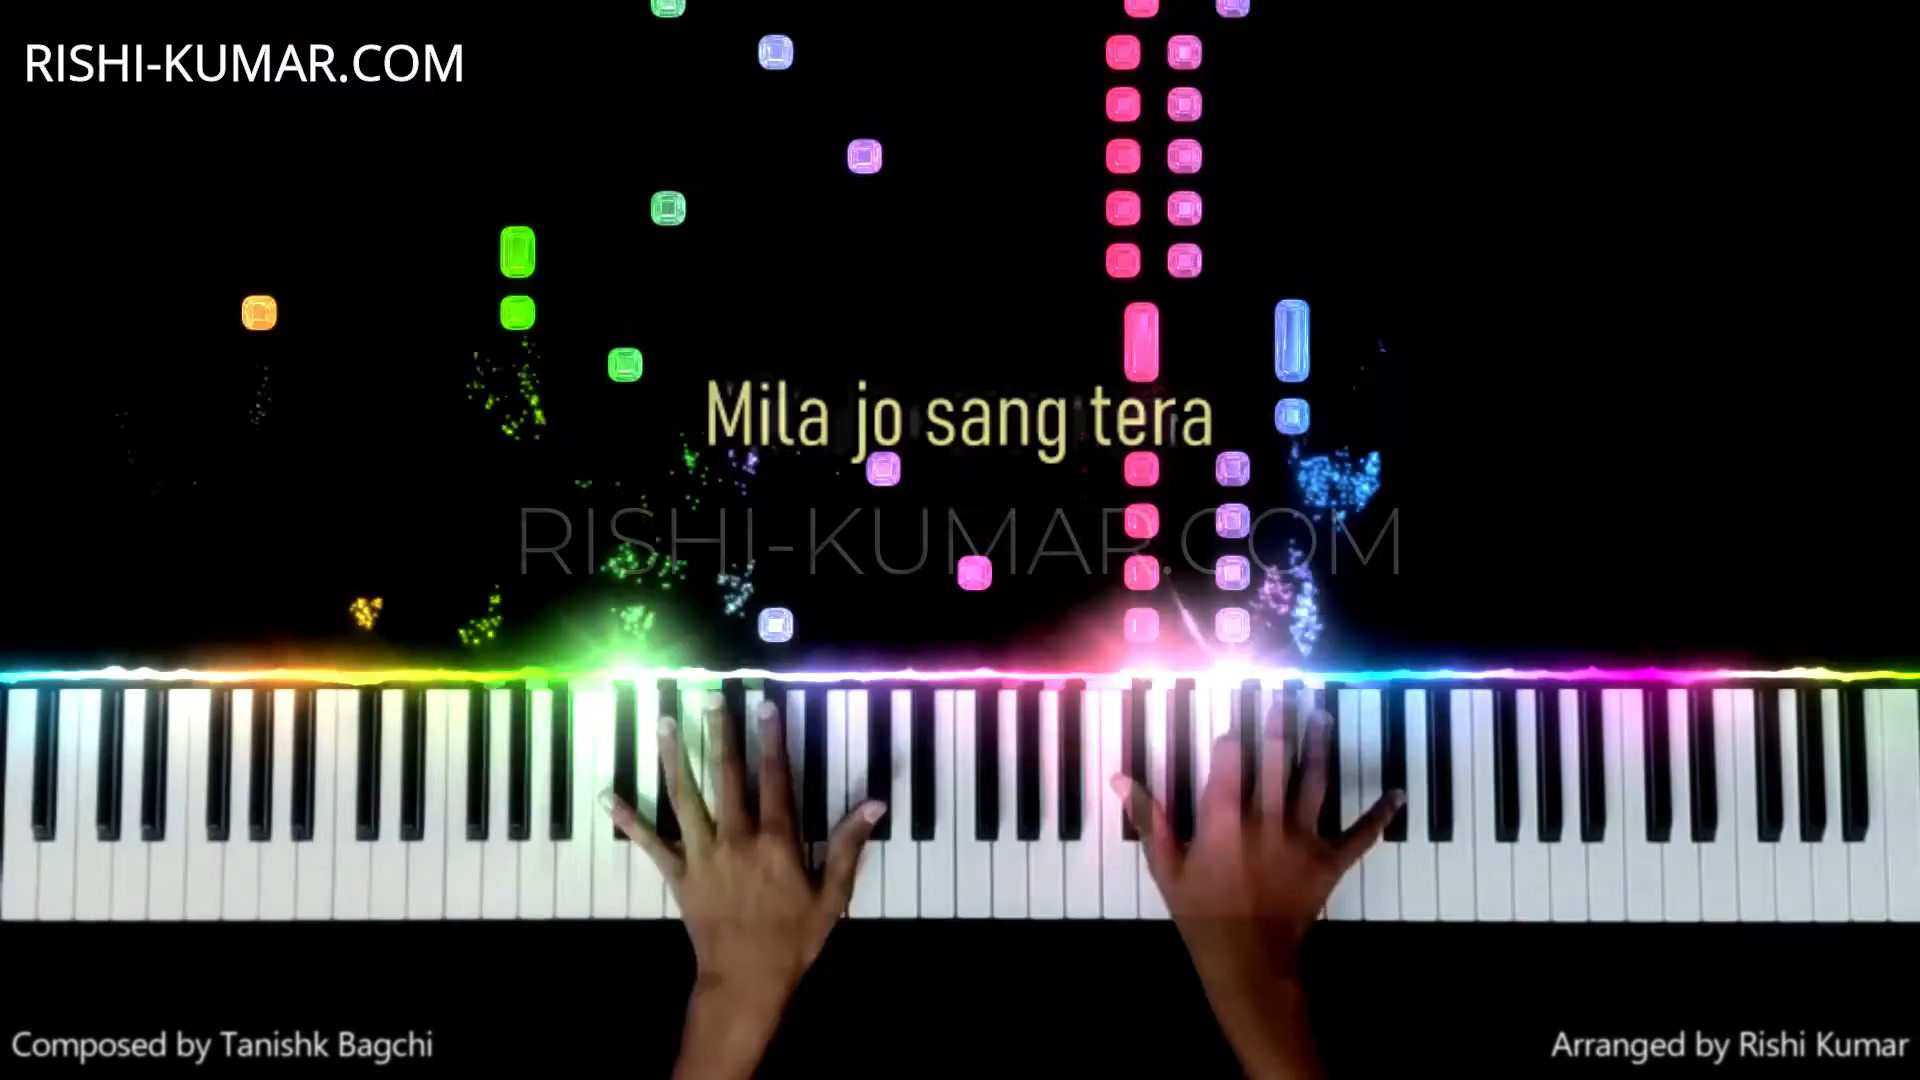 RISHI-KUMAR.COM
Mila jo sang tera
RISHI-KUMAR.COM
Composed by Tanishk Bagchi
Arranged by Rishi Kumar